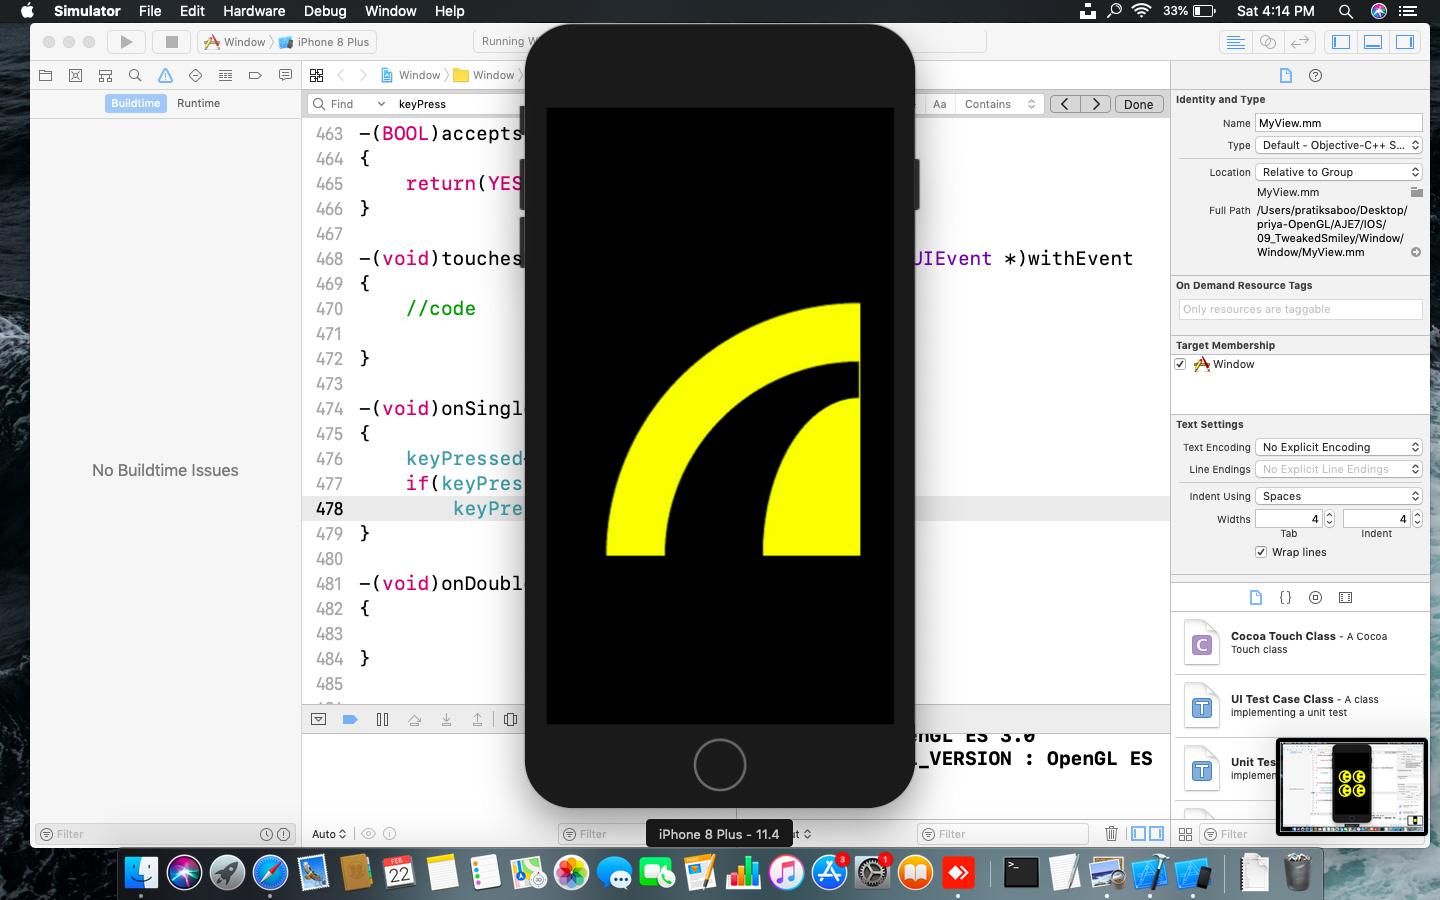 Simulator File Edit Hardware Debug Window Help 33% Sat 4:14 PM
Window iPhone 8 Plus Running
Window Window
Buildtime Runtime
Find keyPress Aa Contains Done
463 -(BOOL)accepts
464 {
465 return(YES
466 }
467
468 -(void)touches UIEvent *)withEvent
469 {
470 //code
471
472 }
473
474 -(void)onSingl
475 {
476 keyPressed
477 if(keyPres
478 keyPre
479 }
480
481 -(void)onDoubl
482 {
483
484 }
485
No Buildtime Issues
Filter
ES 3.0
_VERSION : OpenGL ES
Auto Filter Filter
iPhone 8 Plus - 11.4
Identity and Type
Name MyView.mm
Type Default - Objective-C++ S...
Location Relative to Group
MyView.mm
Full Path /Users/pratiksaboo/Desktop/
priya-OpenGL/AJE7/IOS/
09_TweakedSmiley/Window/
Window/MyView.mm
On Demand Resource Tags
Only resources are taggable
Target Membership
Window
Text Settings
Text Encoding No Explicit Encoding
Line Endings No Explicit Line Endings
Indent Using Spaces
Widths 4 4
Tab Indent
Wrap lines
{}
C Cocoa Touch Class - A Cocoa
Touch class
T UI Test Case Class - A class
implementing a unit test
T Unit Tes
implemen
Filter
FEB
22
3
1
>_